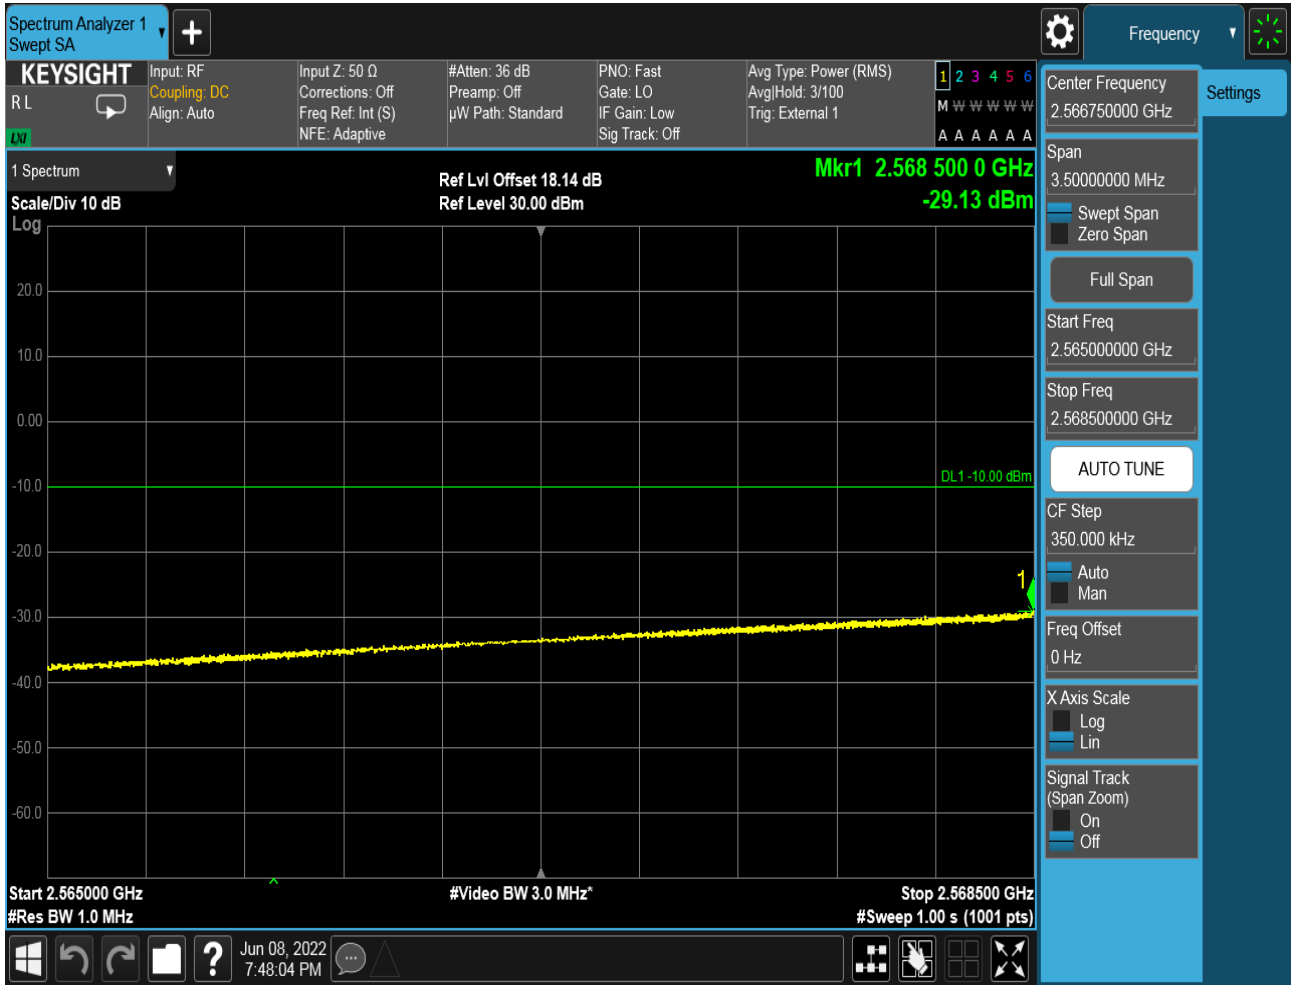 Spectrum Analyzer 1
Swept SA
Frequency
KEYSIGHT
R L
LXI
Input: RF
Coupling: DC
Align: Auto
Input Z: 50 Ω
Corrections: Off
Freq Ref: Int (S)
NFE: Adaptive
#Atten: 36 dB
Preamp: Off
µW Path: Standard
PNO: Fast
Gate: LO
IF Gain: Low
Sig Track: Off
Avg Type: Power (RMS)
Avg|Hold: 3/100
Trig: External 1
1 2 3 4 5 6
M W W W W W
A A A A A A
1 Spectrum
Scale/Div 10 dB
Log
Ref Lvl Offset 18.14 dB
Ref Level 30.00 dBm
Mkr1 2.568 500 0 GHz
-29.13 dBm
20.0
10.0
0.00
-10.0
-20.0
-30.0
-40.0
-50.0
-60.0
DL1 -10.00 dBm
1
Start 2.565000 GHz
#Res BW 1.0 MHz
#Video BW 3.0 MHz*
Stop 2.568500 GHz
#Sweep 1.00 s (1001 pts)
?
Jun 08, 2022
7:48:04 PM
Center Frequency
2.566750000 GHz
Span
3.50000000 MHz
Swept Span
Zero Span
Full Span
Start Freq
2.565000000 GHz
Stop Freq
2.568500000 GHz
AUTO TUNE
CF Step
350.000 kHz
Auto
Man
Freq Offset
0 Hz
X Axis Scale
Log
Lin
Signal Track
(Span Zoom)
On
Off
Settings